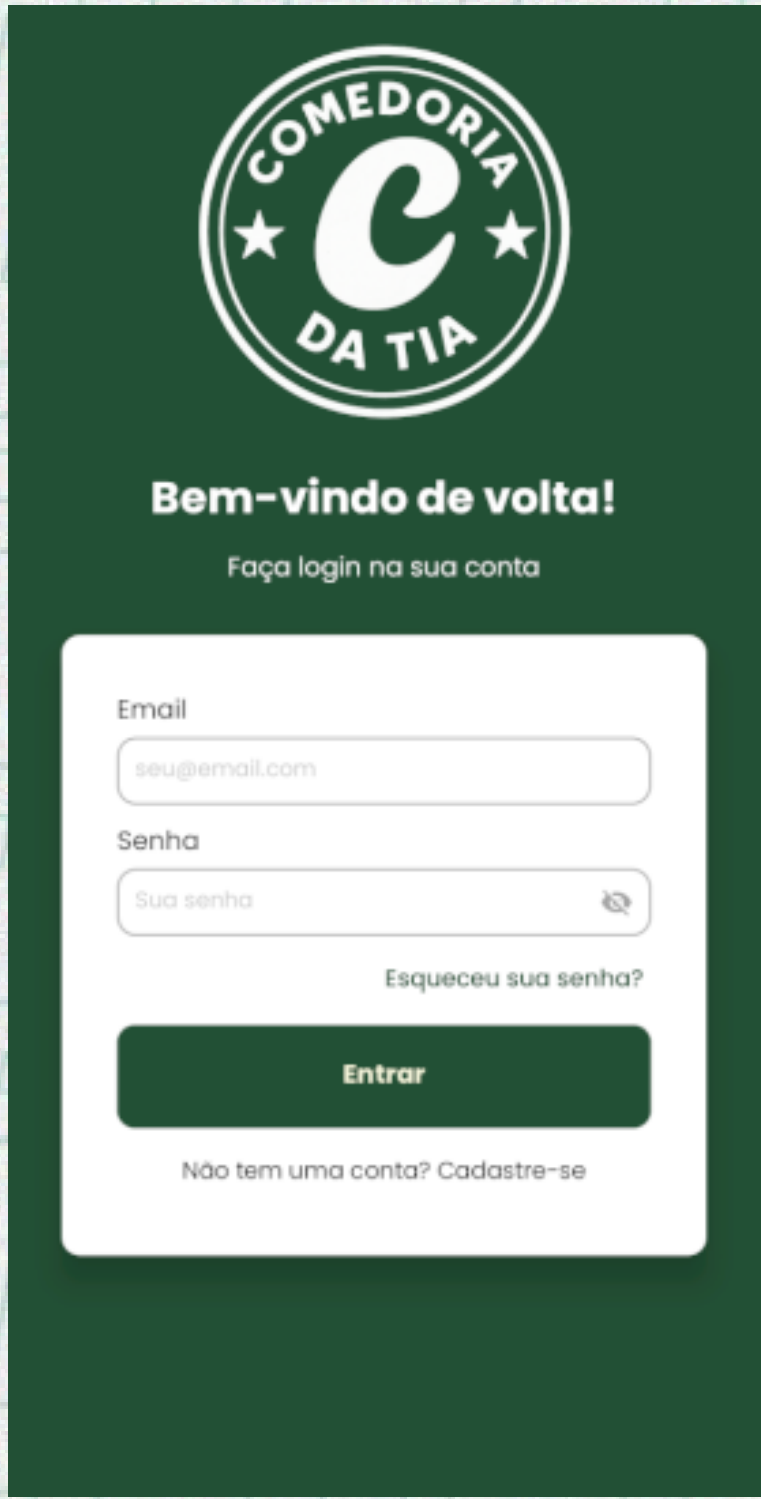 COMEDORIA
C
DA TIA
Bem-vindo de volta!
Faça login na sua conta
Email
seu@email.com
Senha
Sua senha
Esqueceu sua senha?
Entrar
Não tem uma conta? Cadastre-se